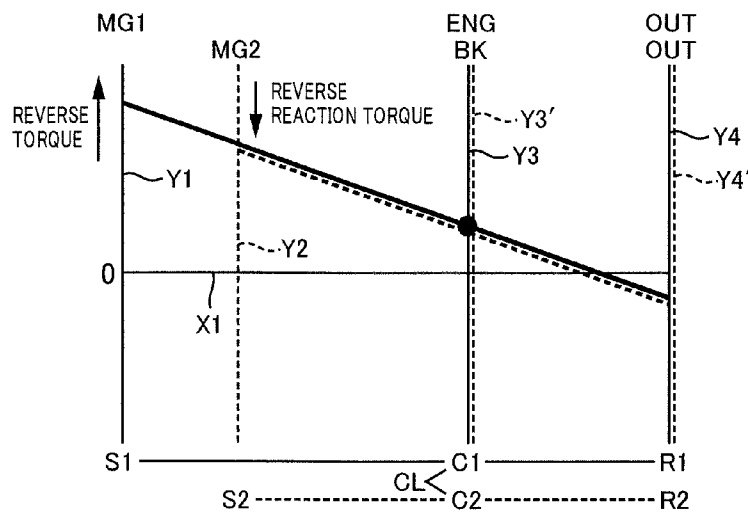 MG1 ENG OUT
MG2 BK OUT
REVERSE
TORQUE
REVERSE
REACTION TORQUE
Y3'
Y3
Y4
Y4'
Y1
Y2
0
X1
S1 C1 R1
CL
S2 C2 R2